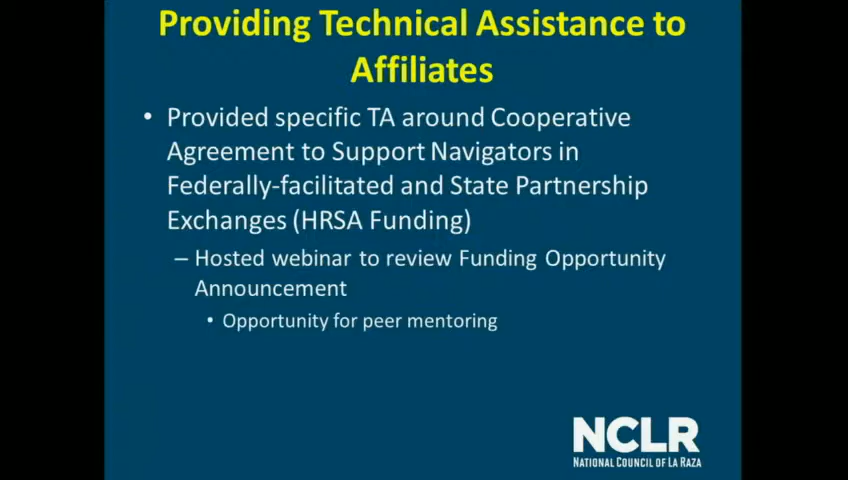 Providing Technical Assistance to
Affiliates
• Provided specific TA around Cooperative
Agreement to Support Navigators in
Federally-facilitated and State Partnership
Exchanges (HRSA Funding)
– Hosted webinar to review Funding Opportunity
Announcement
• Opportunity for peer mentoring
NCLR
NATIONAL COUNCIL OF LA RAZA